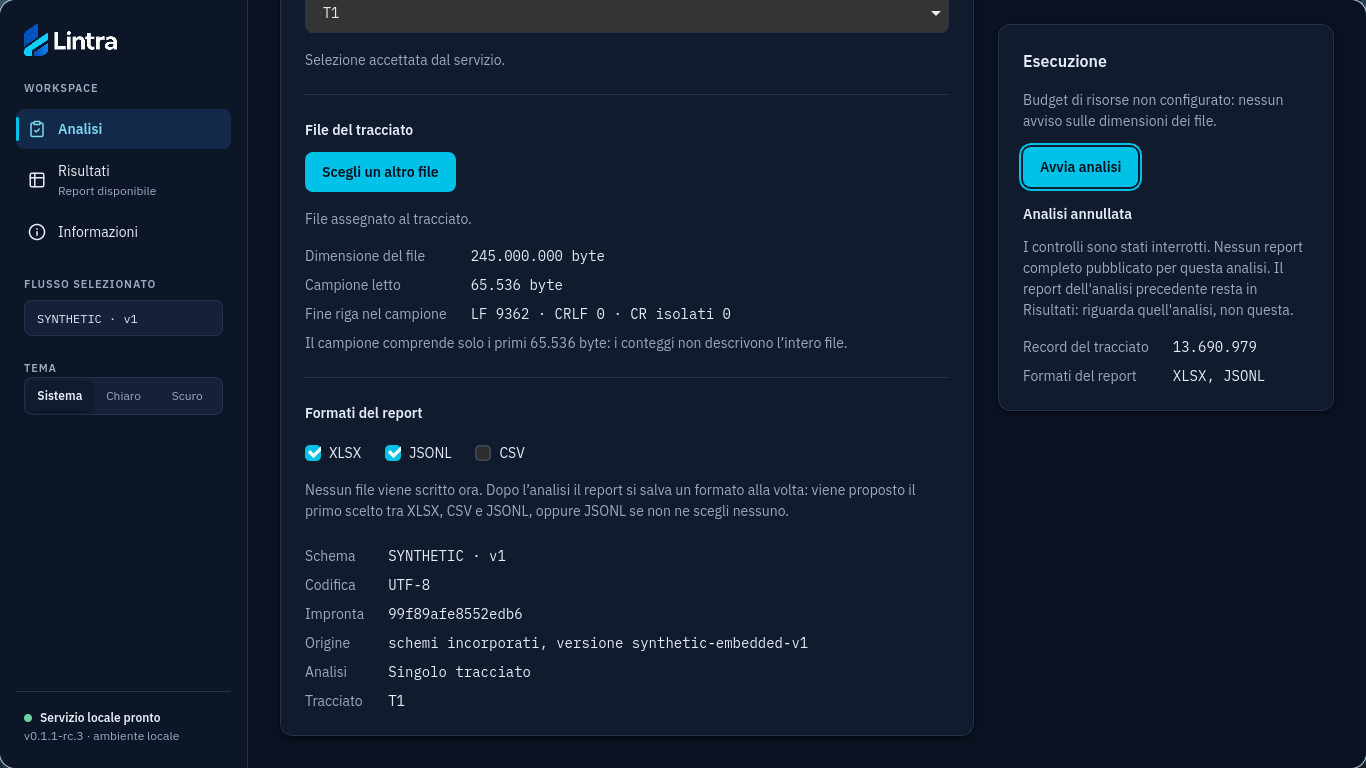 Lintra
WORKSPACE
Analisi
Risultati
Report disponibile
Informazioni
FLUSSO SELEZIONATO
SYNTHETIC · v1
TEMA
Sistema
Chiaro
Scuro
Servizio locale pronto
v0.1.1-rc.3 · ambiente locale
T1
Selezione accettata dal servizio.
File del tracciato
Scegli un altro file
File assegnato al tracciato.
Dimensione del file 245.000.000 byte
Campione letto 65.536 byte
Fine riga nel campione LF 9362 · CRLF 0 · CR isolati 0
Il campione comprende solo i primi 65.536 byte: i conteggi non descrivono l’intero file.
Formati del report
XLSX JSONL CSV
Nessun file viene scritto ora. Dopo l’analisi il report si salva un formato alla volta: viene proposto il
primo scelto tra XLSX, CSV e JSONL, oppure JSONL se non ne scegli nessuno.
Schema SYNTHETIC · v1
Codifica UTF-8
Impronta 99f89afe8552edb6
Origine schemi incorporati, versione synthetic-embedded-v1
Analisi Singolo tracciato
Tracciato T1
Esecuzione
Budget di risorse non configurato: nessun
avviso sulle dimensioni dei file.
Avvia analisi
Analisi annullata
I controlli sono stati interrotti. Nessun report
completo pubblicato per questa analisi. Il
report dell'analisi precedente resta in
Risultati: riguarda quell'analisi, non questa.
Record del tracciato 13.690.979
Formati del report XLSX, JSONL